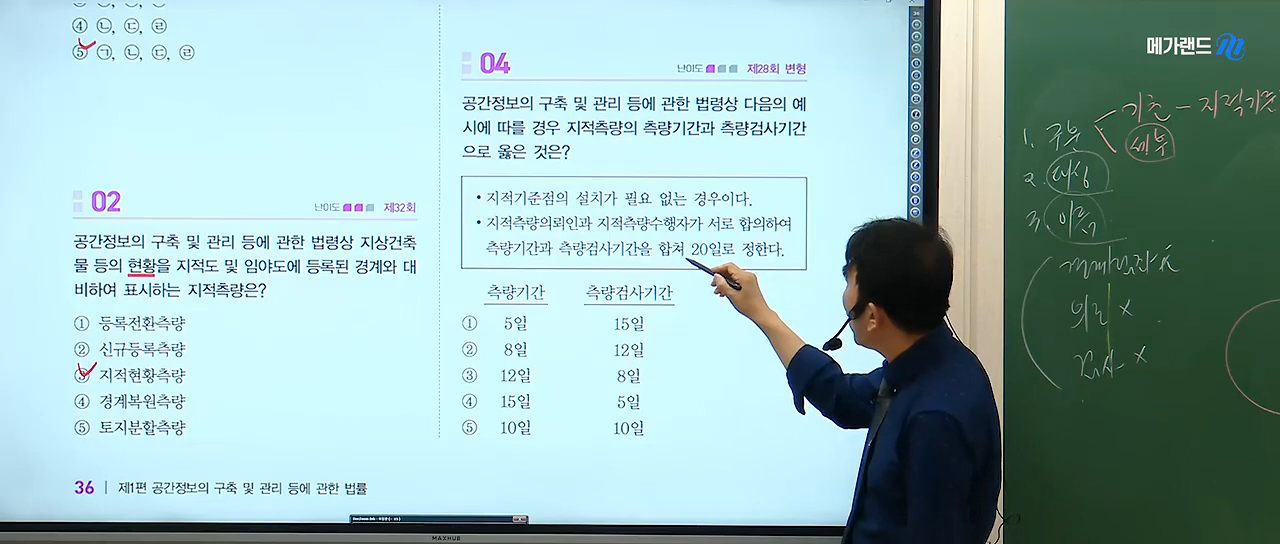 ④ ㉡, ㉢, ㉣
⑤ ㉠, ㉡, ㉢, ㉣
02
난이도
제32회
공간정보의 구축 및 관리 등에 관한 법령상 지상건축
물 등의 현황을 지적도 및 임야도에 등록된 경계와 대
비하여 표시하는 지적측량은?
① 등록전환측량
② 신규등록측량
③ 지적현황측량
④ 경계복원측량
⑤ 토지분할측량
36 | 제1편 공간정보의 구축 및 관리 등에 관한 법률
04
난이도
제28회 변형
공간정보의 구축 및 관리 등에 관한 법령상 다음의 예
시에 따를 경우 지적측량의 측량기간과 측량검사기간
으로 옳은 것은?
• 지적기준점의 설치가 필요 없는 경우이다.
• 지적측량의뢰인과 지적측량수행자가 서로 합의하여
측량기간과 측량검사기간을 합쳐 20일로 정한다.
측량기간 측량검사기간
① 5일 15일
② 8일 12일
③ 12일 8일
④ 15일 5일
⑤ 10일 10일
MAXHUB
메가랜드
기초 - 지적기준
1. 구분
세부
2. 대상
3.
의뢰 x
검사 x